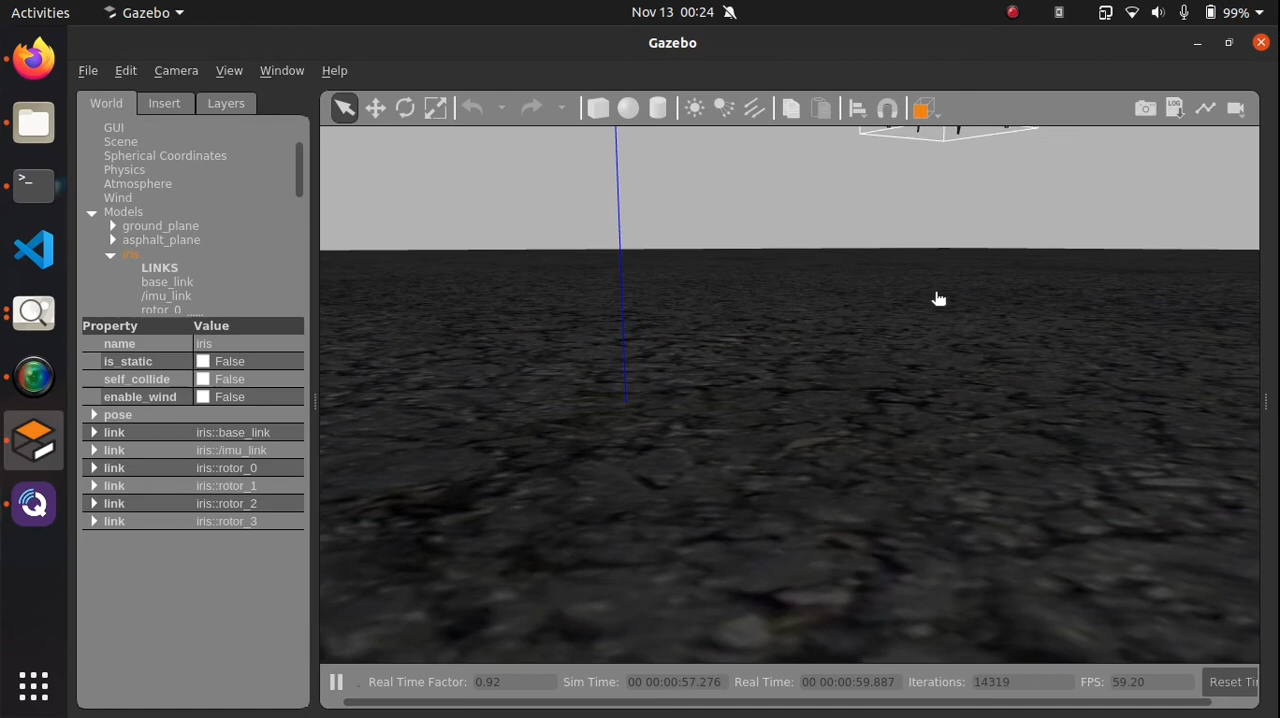 Activities
Gazebo
Nov 13 00:24
99%
Gazebo
File Edit Camera View Window Help
World Insert Layers
GUI
Scene
Spherical Coordinates
Physics
Atmosphere
Wind
Models
ground_plane
asphalt_plane
iris
LINKS
base_link
/imu_link
rotor_0
Property Value
name iris
is_static False
self_collide False
enable_wind False
pose
link iris::base_link
link iris::/imu_link
link iris::rotor_0
link iris::rotor_1
link iris::rotor_2
link iris::rotor_3
LOG
Real Time Factor: 0.92 Sim Time: 00 00:00:57.276 Real Time: 00 00:00:59.887 Iterations: 14319 FPS: 59.20 Reset Ti